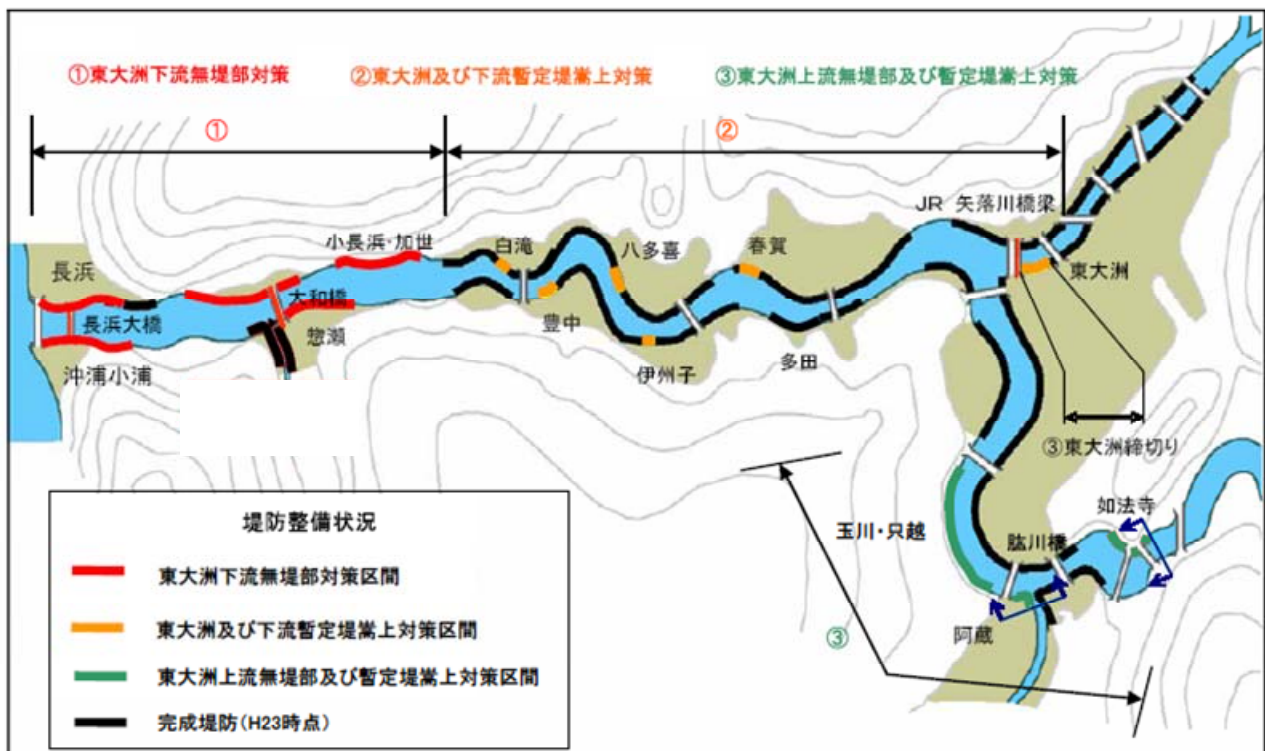 ①東大洲下流無堤部対策
②東大洲及び下流暫定堤嵩上対策
③東大洲上流無堤部及び暫定堤嵩上対策
①
②
JR 矢落川橋梁
小長浜・加世
白滝
八多喜
春賀
東大洲
長浜
大和橋
長浜大橋
惣瀬
豊中
多田
沖浦小浦
伊州子
③東大洲締切り
如法寺
玉川・只越
肱川橋
阿蔵
③
堤防整備状況
東大洲下流無堤部対策区間
東大洲及び下流暫定堤嵩上対策区間
東大洲上流無堤部及び暫定堤嵩上対策区間
完成堤防(H23時点)